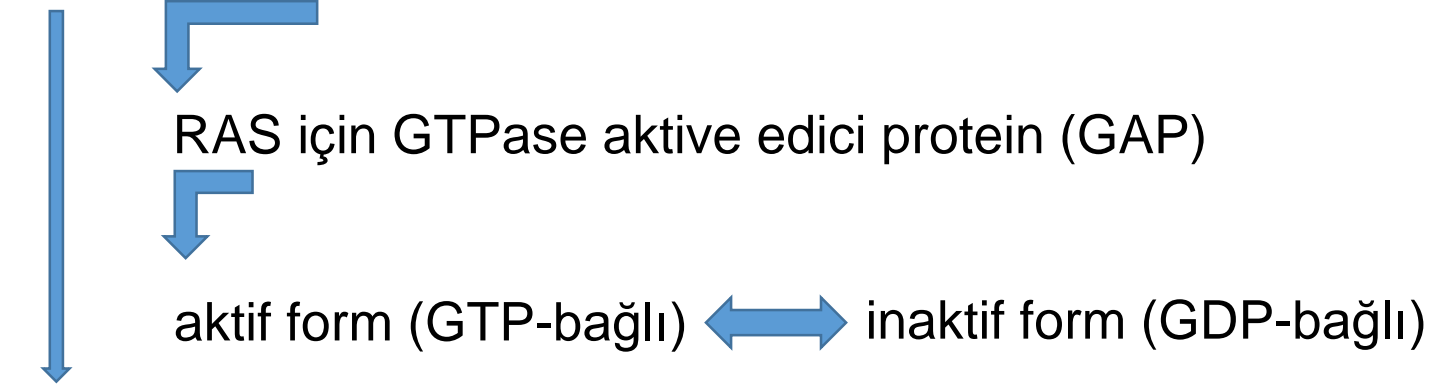 RAS için GTPase aktive edici protein (GAP)
aktif form (GTP-bağlı) inaktif form (GDP-bağlı)